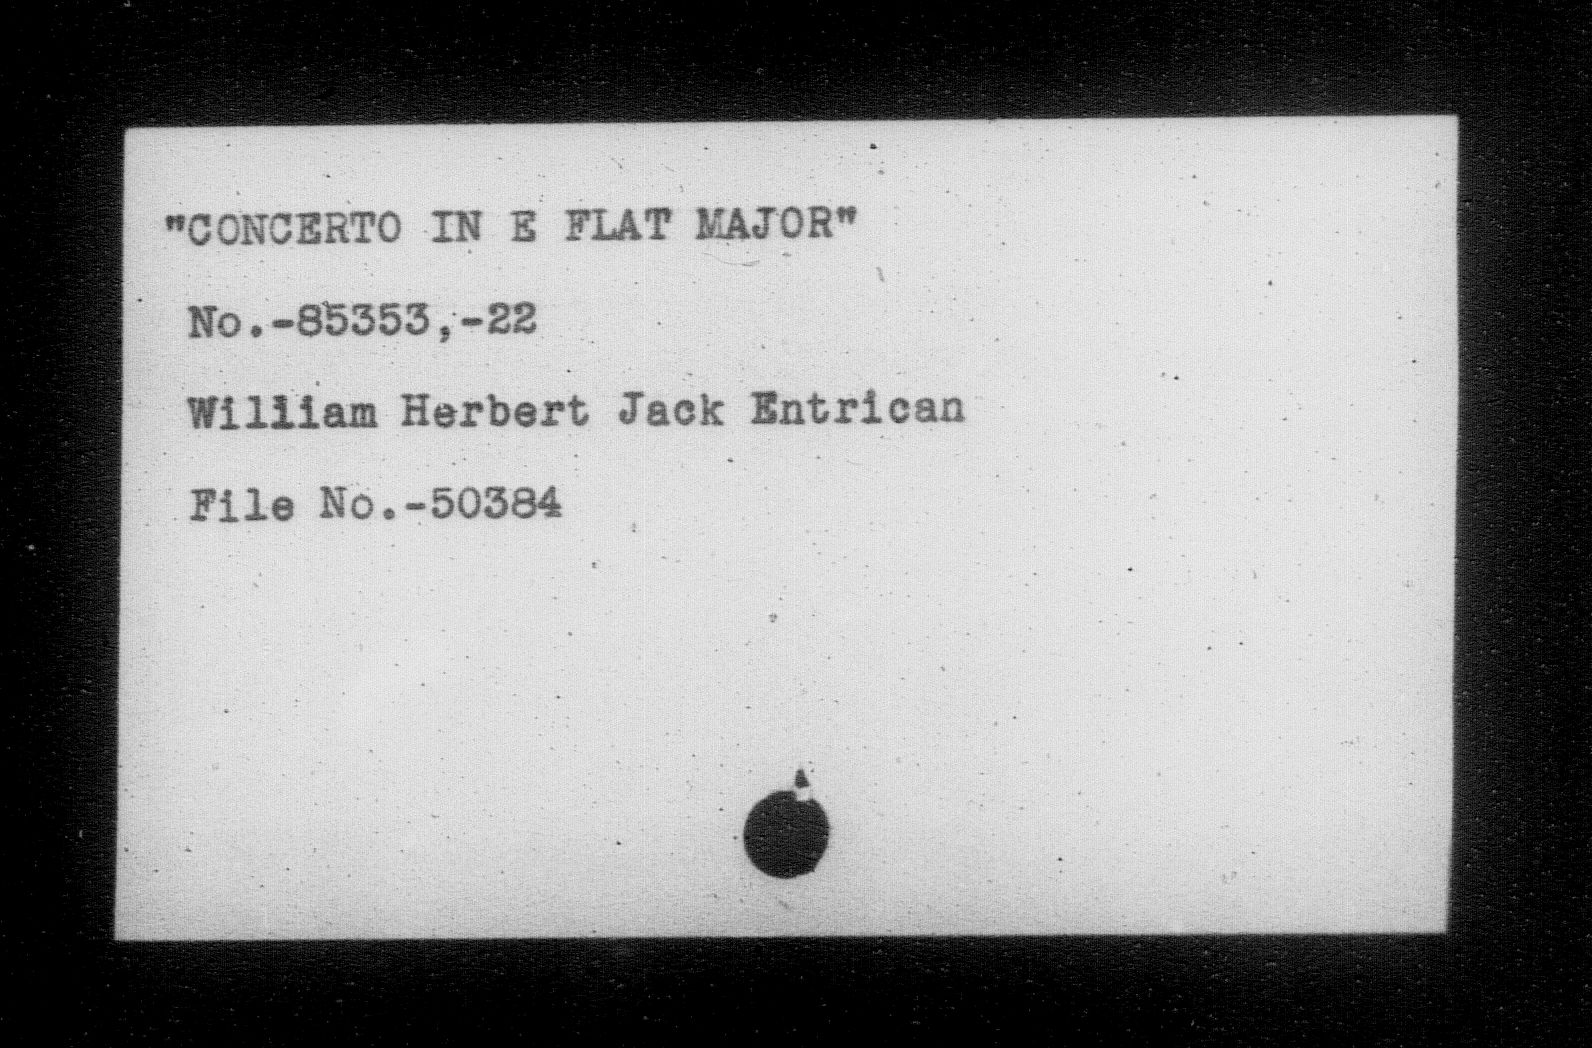 "CONCERTO IN E FLAT MAJOR"
No.-85353,-22
William Herbert Jack Entrican
File No.-50384